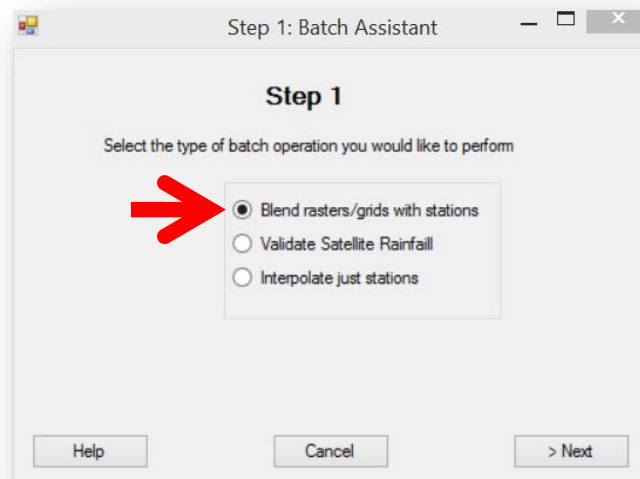 Step 1: Batch Assistant
Step 1
Select the type of batch operation you would like to perform
Blend rasters/grids with stations
Validate Satellite Rainfaill
Interpolate just stations
Help Cancel > Next